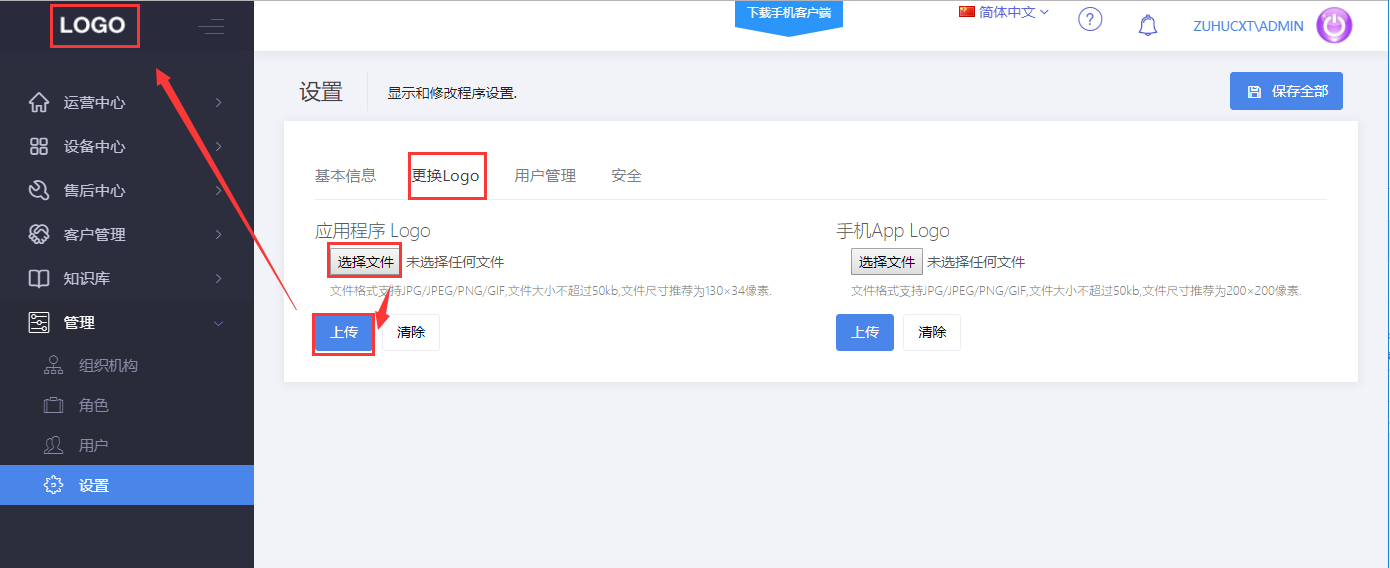 LOGO
下载手机客户端
简体中文
?
ZUHUCXT\ADMIN
运营中心
设备中心
售后中心
客户管理
知识库
管理
组织机构
角色
用户
设置
设置
显示和修改程序设置.
保存全部
基本信息 更换Logo 用户管理 安全
应用程序 Logo
选择文件 未选择任何文件
文件格式支持JPG/JPEG/PNG/GIF,文件大小不超过50kb,文件尺寸推荐为130×34像素.
上传 清除
手机App Logo
选择文件 未选择任何文件
文件格式支持JPG/JPEG/PNG/GIF,文件大小不超过50kb,文件尺寸推荐为200×200像素.
上传 清除